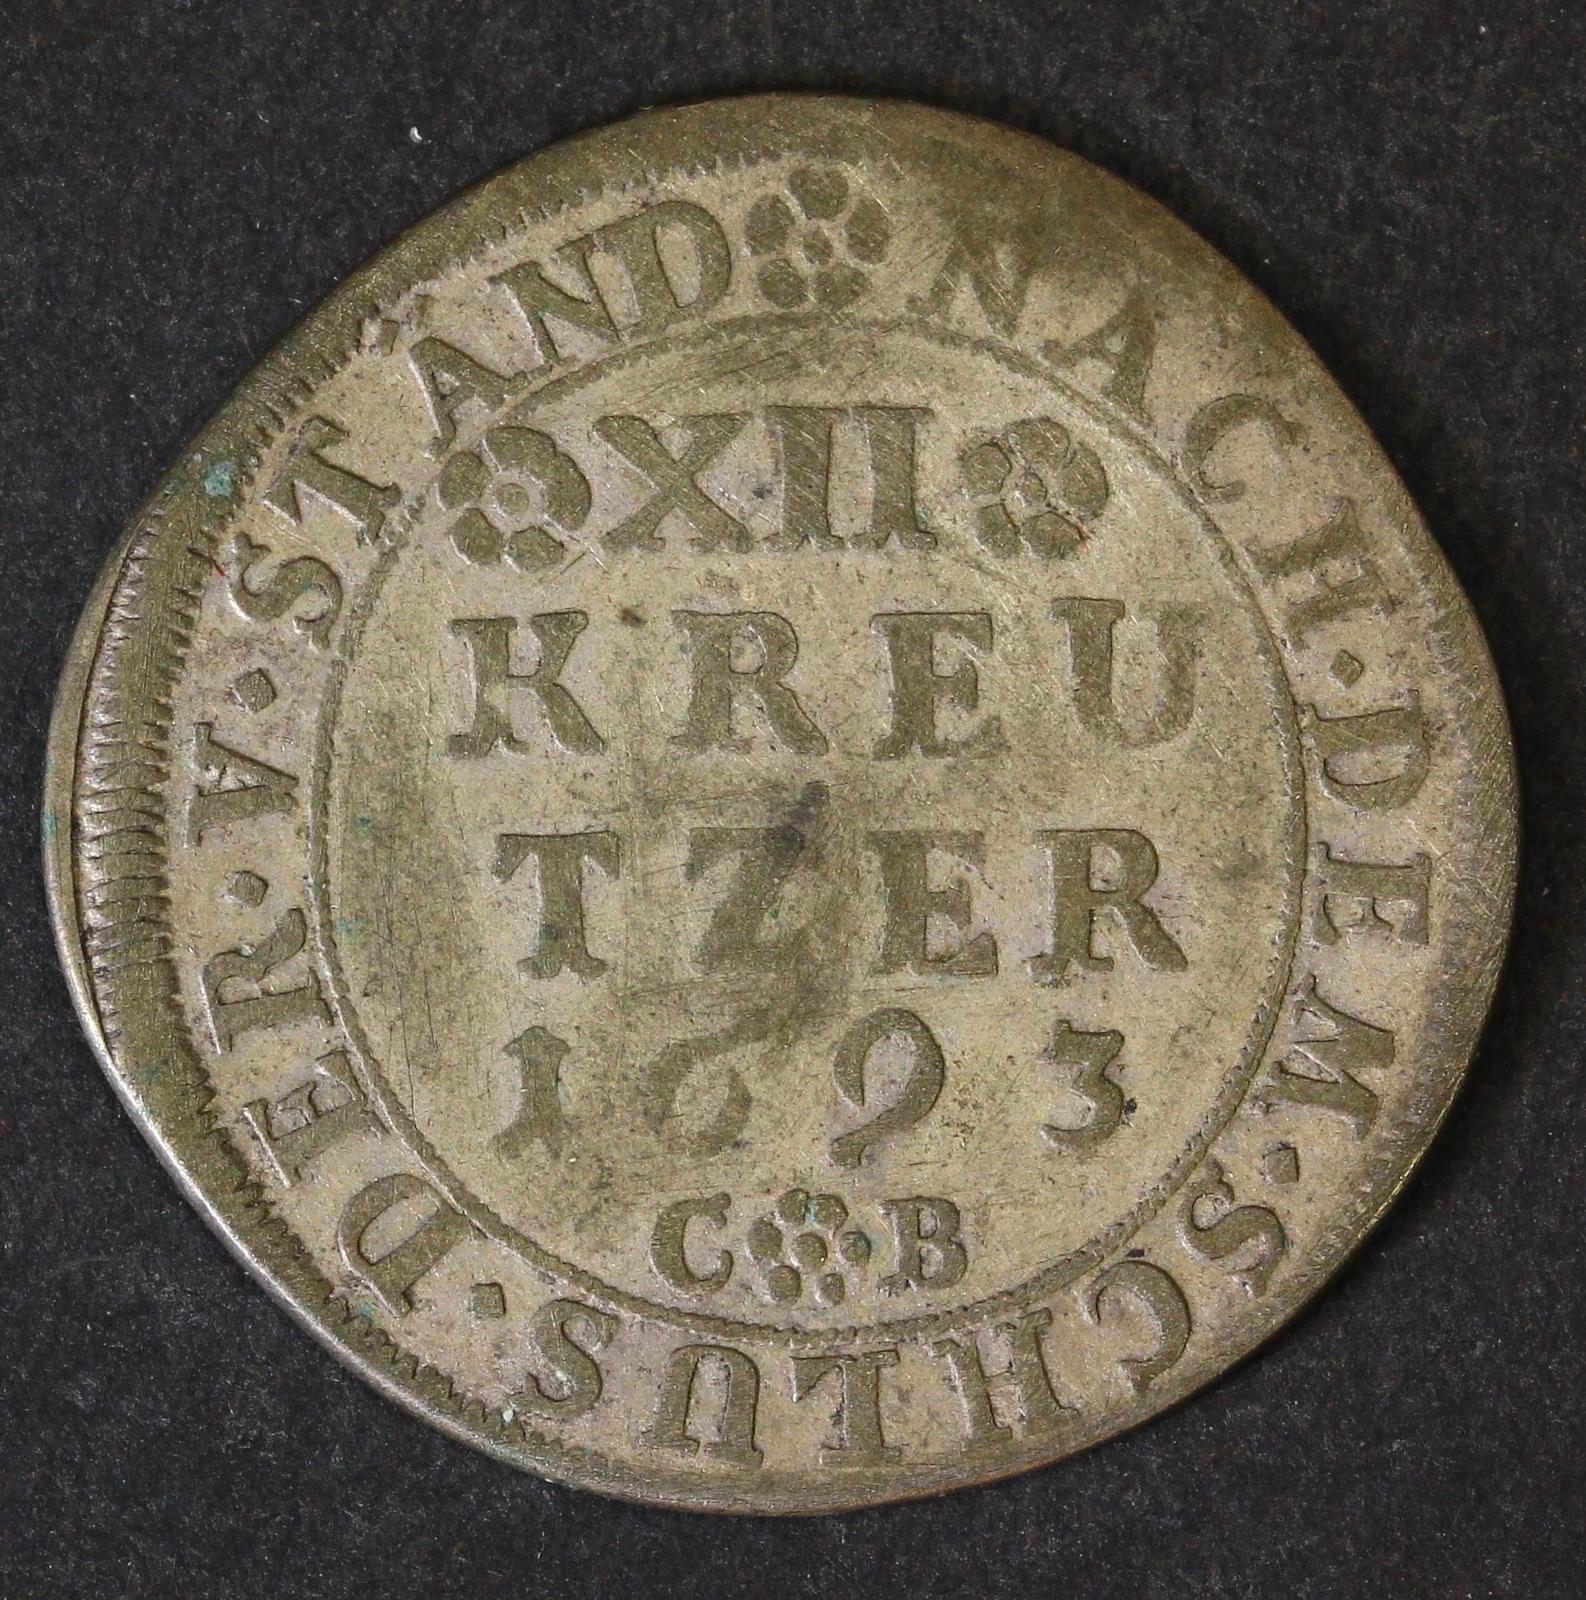 NACH · DEM · SCHLUS · DER · V · STAND
XII
KREU
TZER
1693
C B